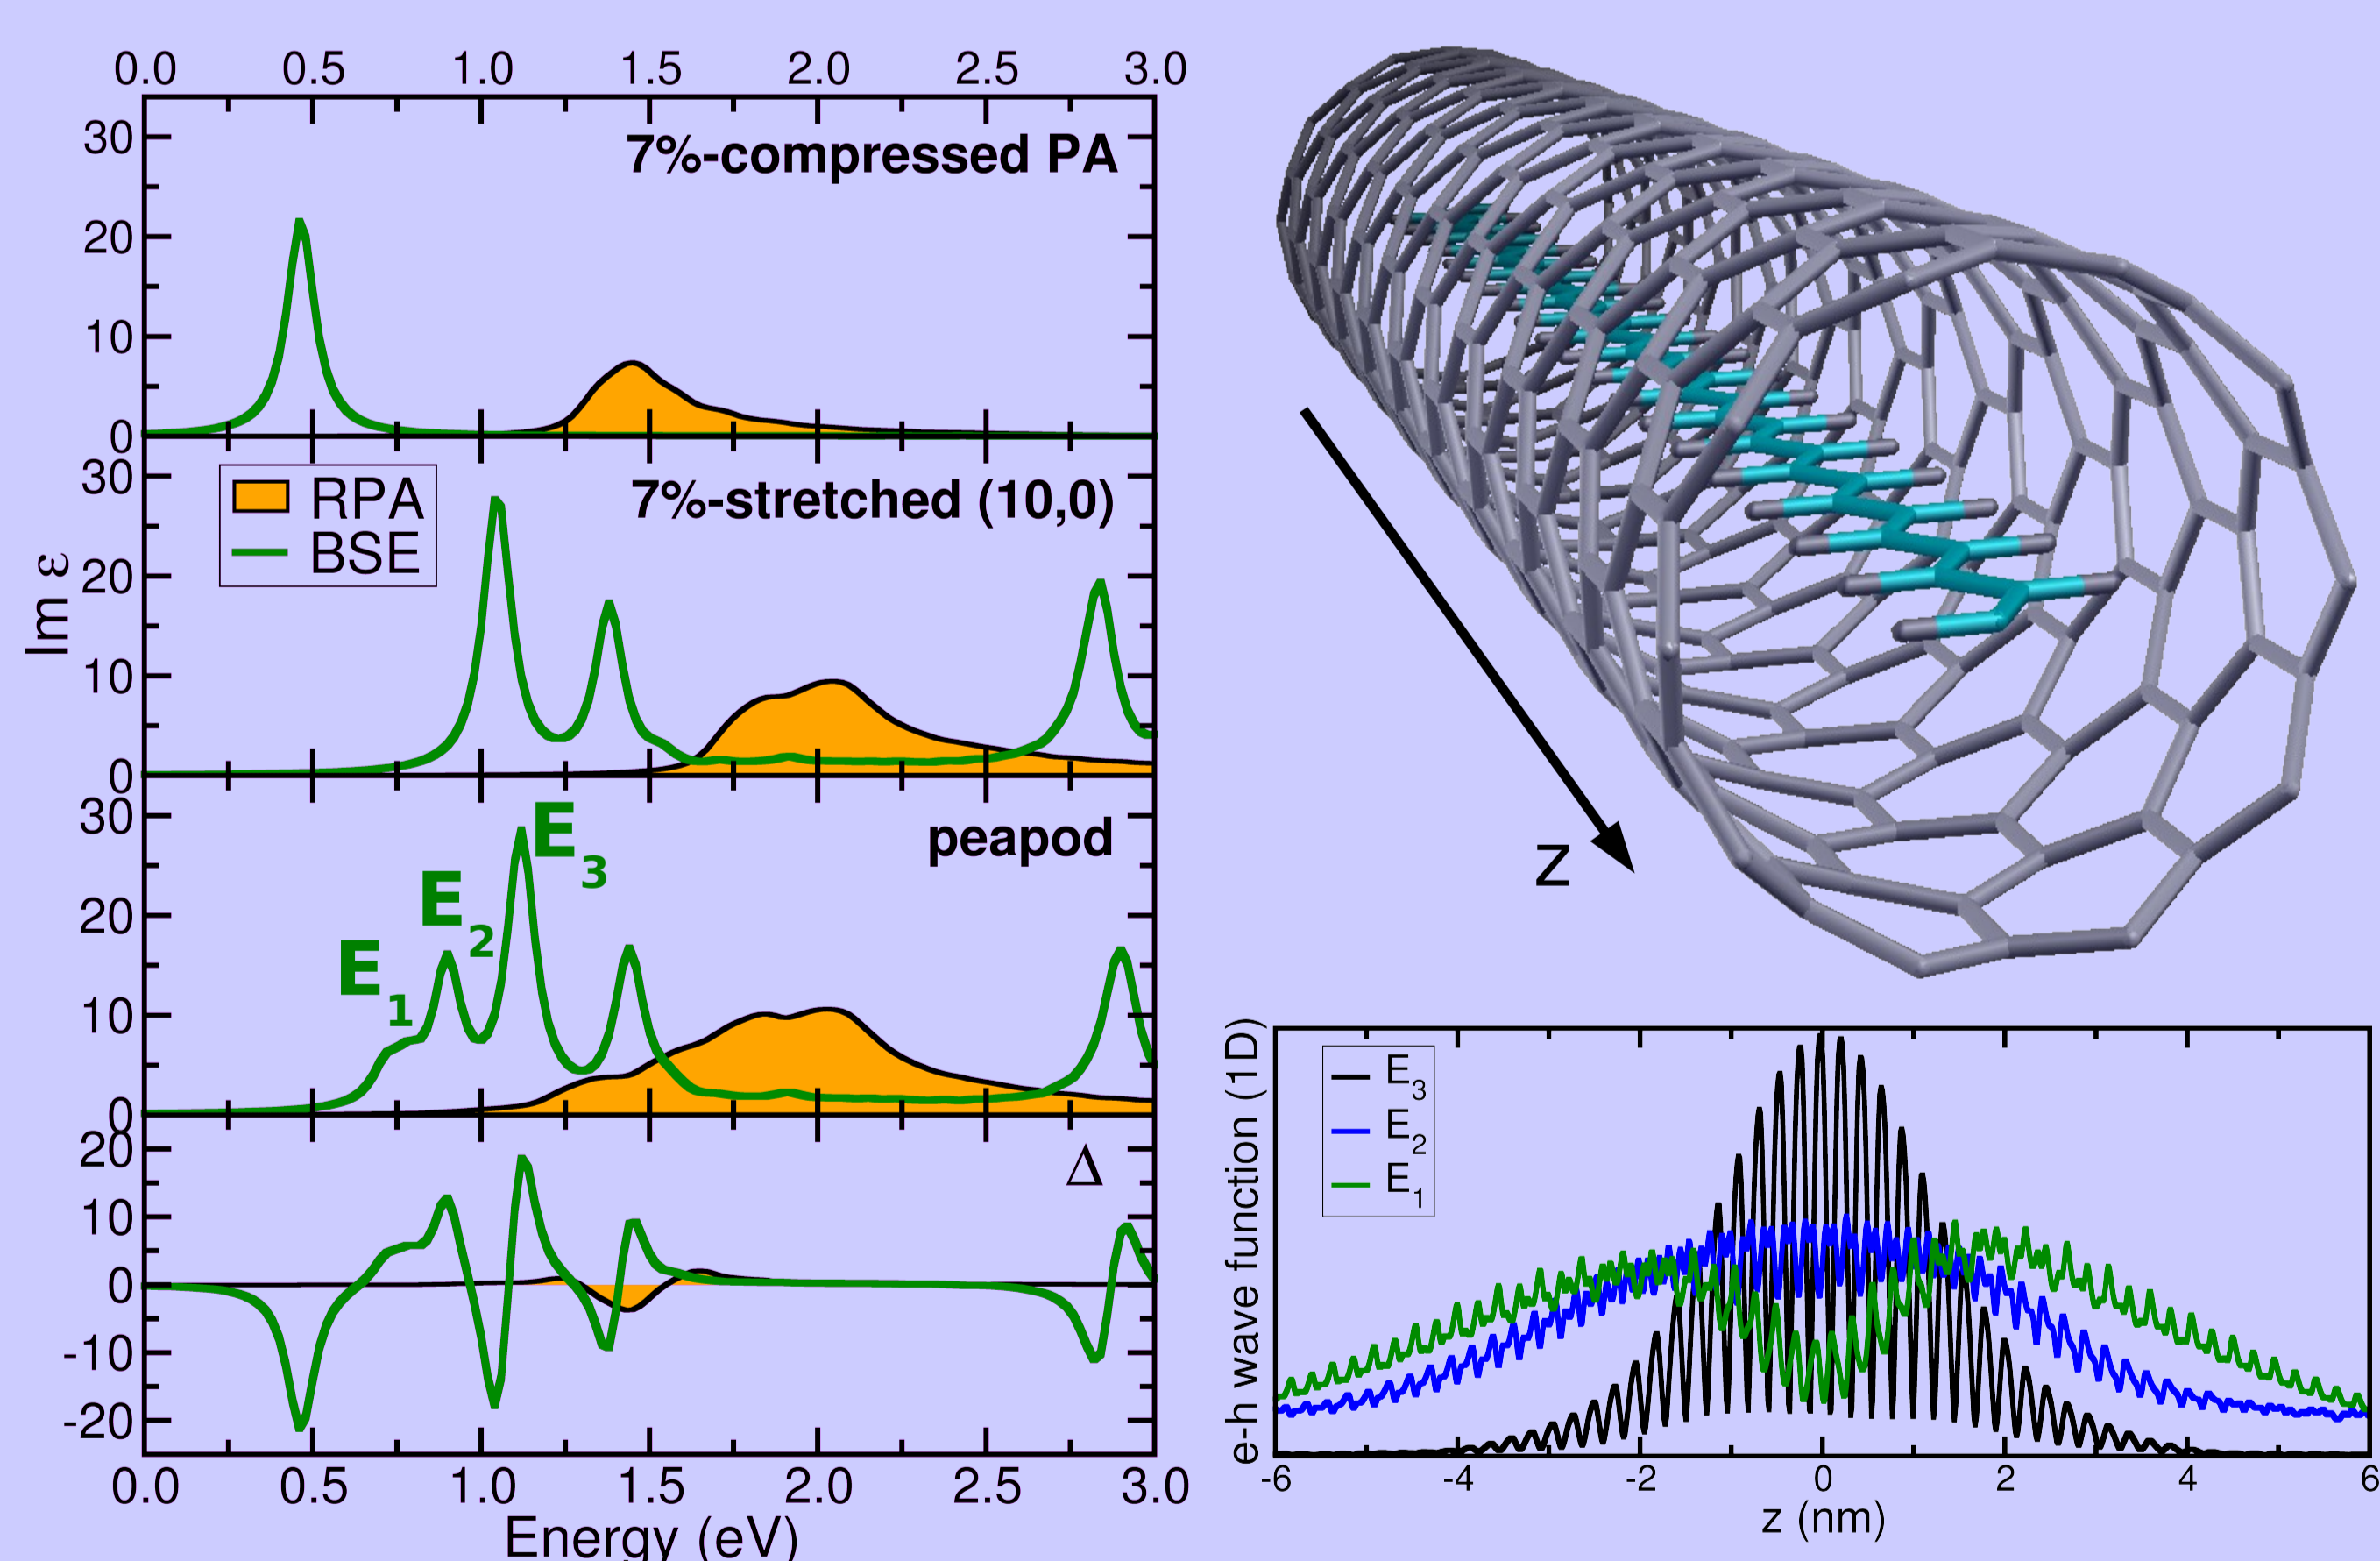 0.0 0.5 1.0 1.5 2.0 2.5 3.0
7%-compressed PA
30
20
10
0
7%-stretched (10,0)
RPA
BSE
30
20
10
0
Im ε
peapod
E3
E2
E1
30
20
10
0
Δ
20
10
0
-10
-20
0.0 0.5 1.0 1.5 2.0 2.5 3.0
Energy (eV)
z
e-h wave function (1D)
E3
E2
E1
-6 -4 -2 0 2 4 6
z (nm)